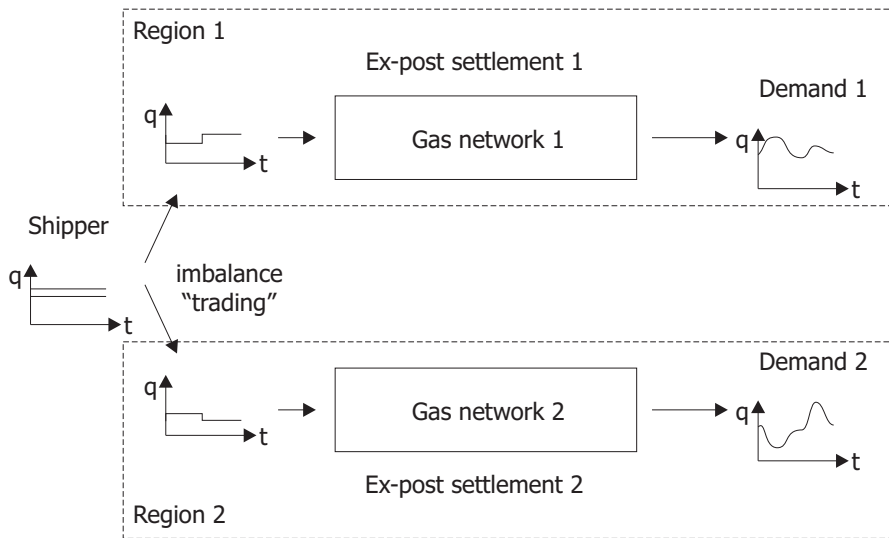 Region 1
Ex-post settlement 1
Demand 1
q
t
Gas network 1
q
t
Shipper
q
t
imbalance
“trading”
Demand 2
q
t
Gas network 2
q
t
Ex-post settlement 2
Region 2